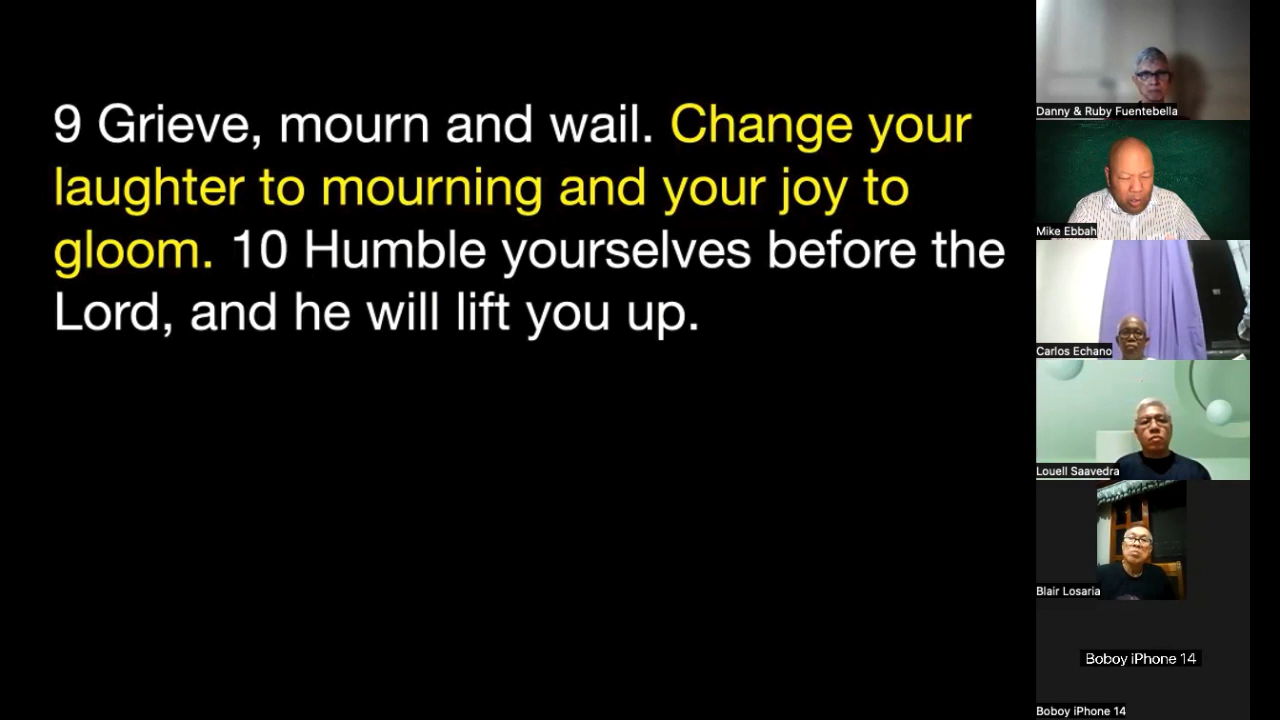 9 Grieve, mourn and wail. Change your
laughter to mourning and your joy to
gloom. 10 Humble yourselves before the
Lord, and he will lift you up.
Danny & Ruby Fuentebella
Mike Ebbah
Carlos Echano
Louell Saavedra
Blair Losaria
Boboy iPhone 14
Boboy iPhone 14